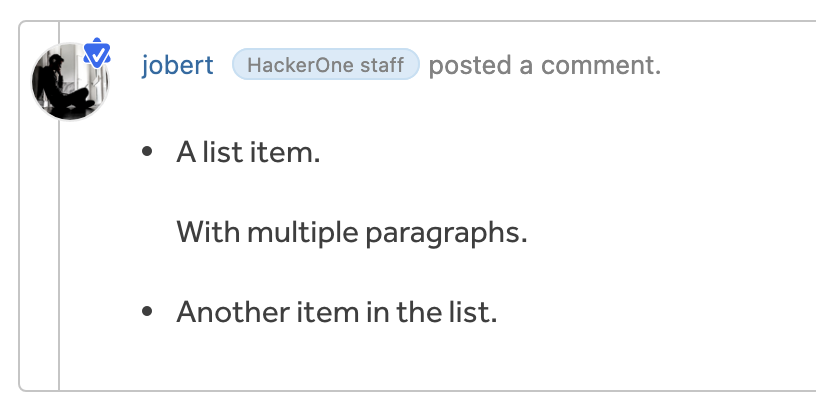 jobert HackerOne staff posted a comment.
• A list item.
With multiple paragraphs.
• Another item in the list.